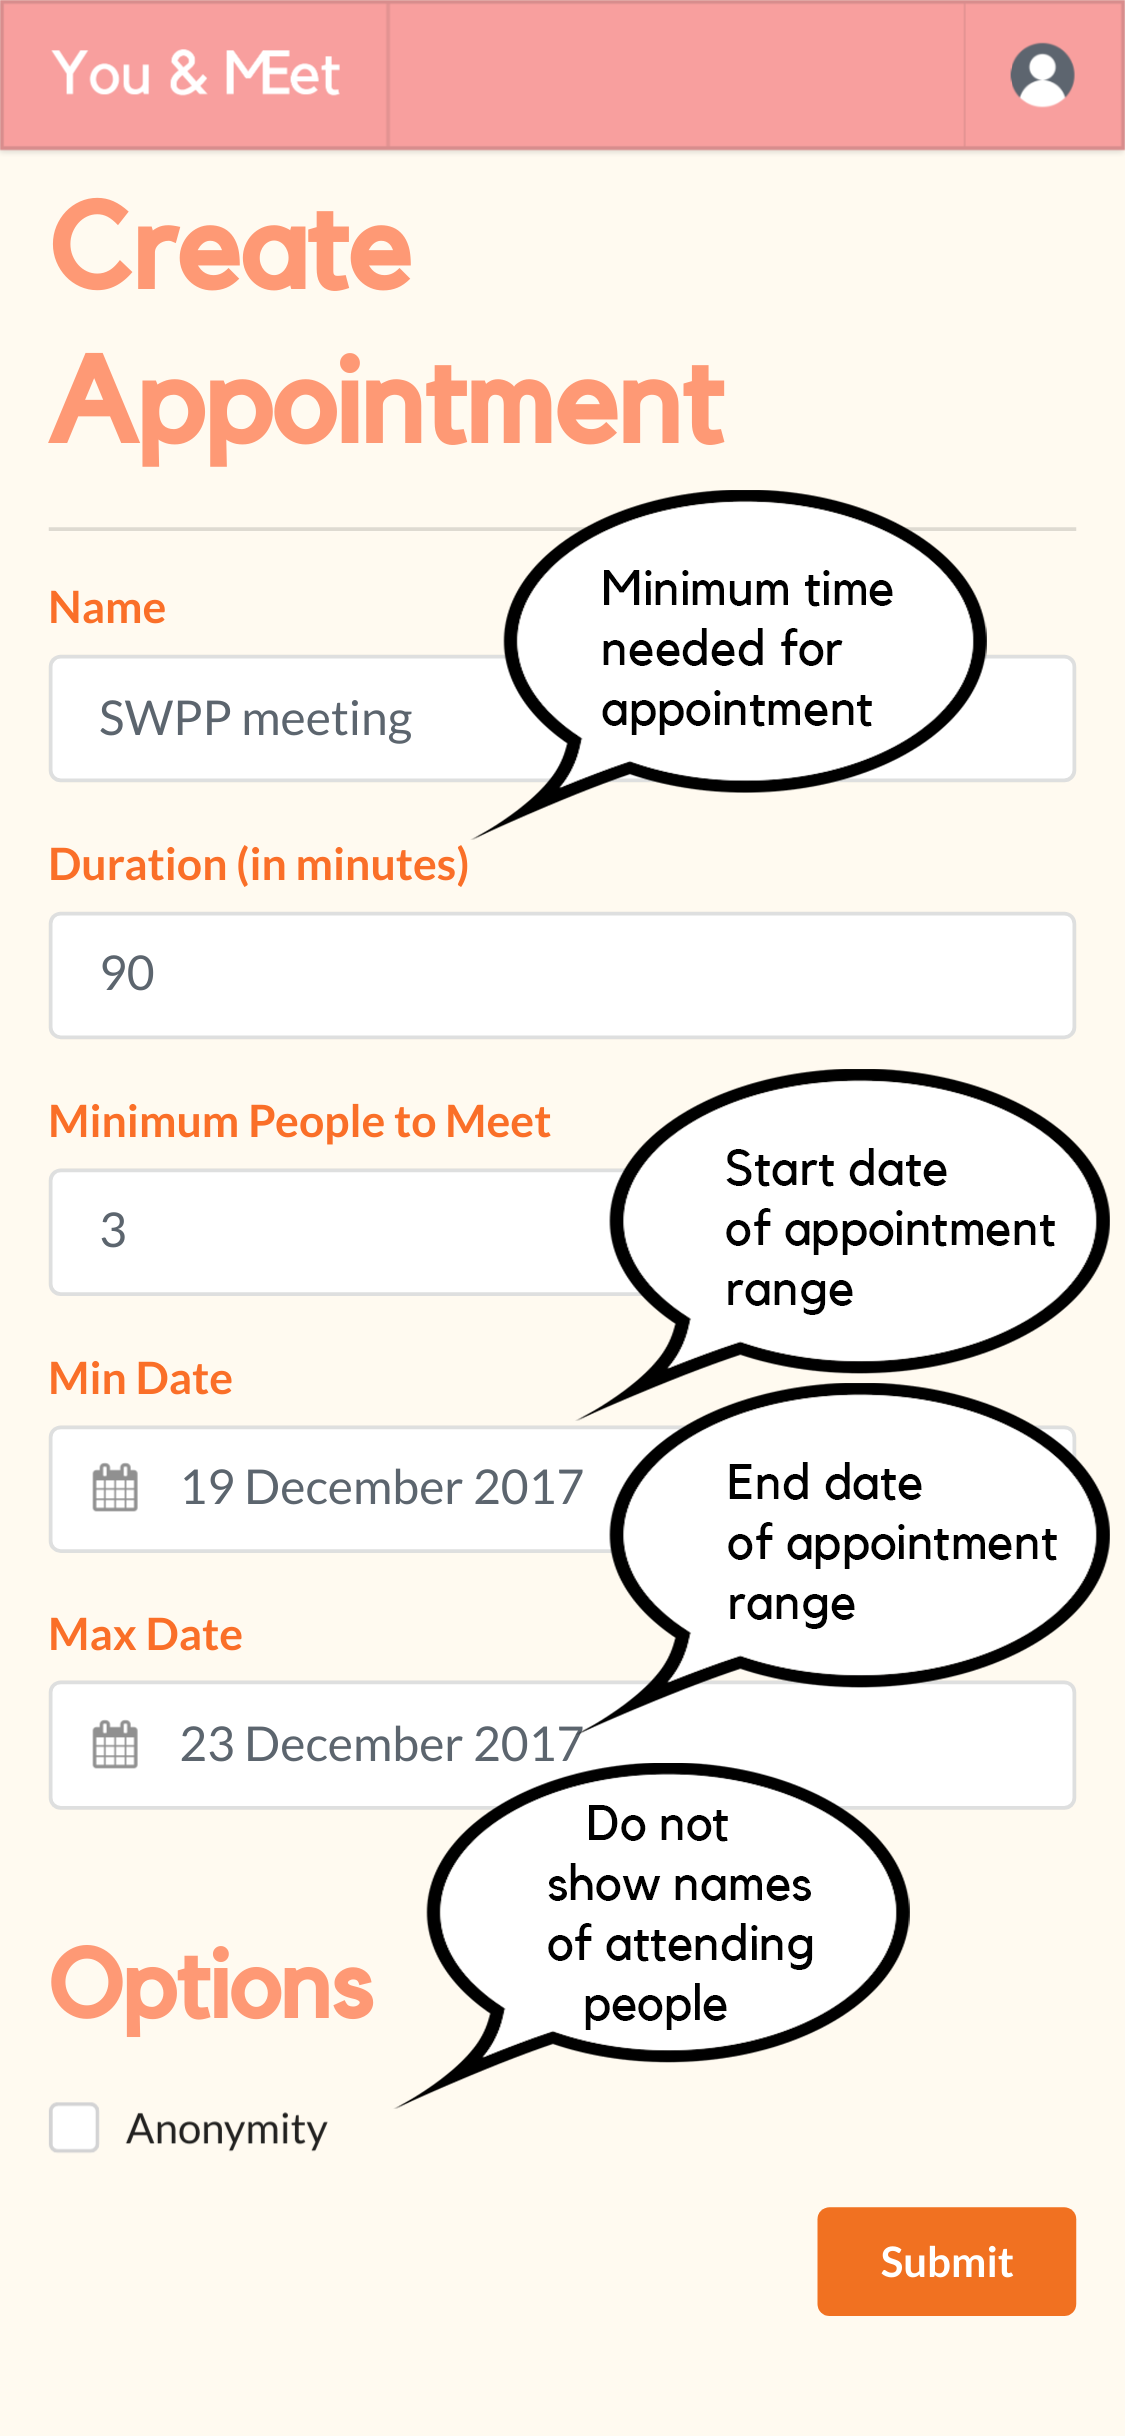 You & MEet
Create
Appointment
Minimum time
needed for
appointment
Name
SWPP meeting
Duration (in minutes)
90
Minimum People to Meet
3
Start date
of appointment
range
Min Date
19 December 2017
End date
of appointment
range
Max Date
23 December 2017
Do not
show names
of attending
people
Options
Anonymity
Submit